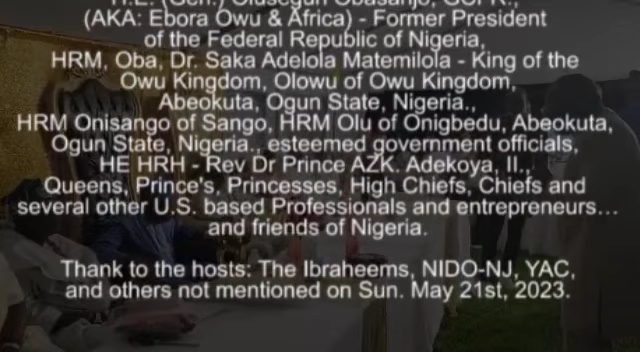 H.E. (Gen.) Olusegun Obasanjo, GCFR.,
(AKA: Ebora Owu & Africa) - Former President
of the Federal Republic of Nigeria,
HRM, Oba, Dr. Saka Adelola Matemilola - King of the
Owu Kingdom, Olowu of Owu Kingdom,
Abeokuta, Ogun State, Nigeria.,
HRM Onisango of Sango, HRM Olu of Onigbedu, Abeokuta,
Ogun State, Nigeria., esteemed government officials,
HE HRH - Rev Dr Prince AZK. Adekoya, II.,
Queens, Prince's, Princesses, High Chiefs, Chiefs and
several other U.S. based Professionals and entrepreneurs...
and friends of Nigeria.
Thank to the hosts: The Ibraheems, NIDO-NJ, YAC,
and others not mentioned on Sun. May 21st, 2023.